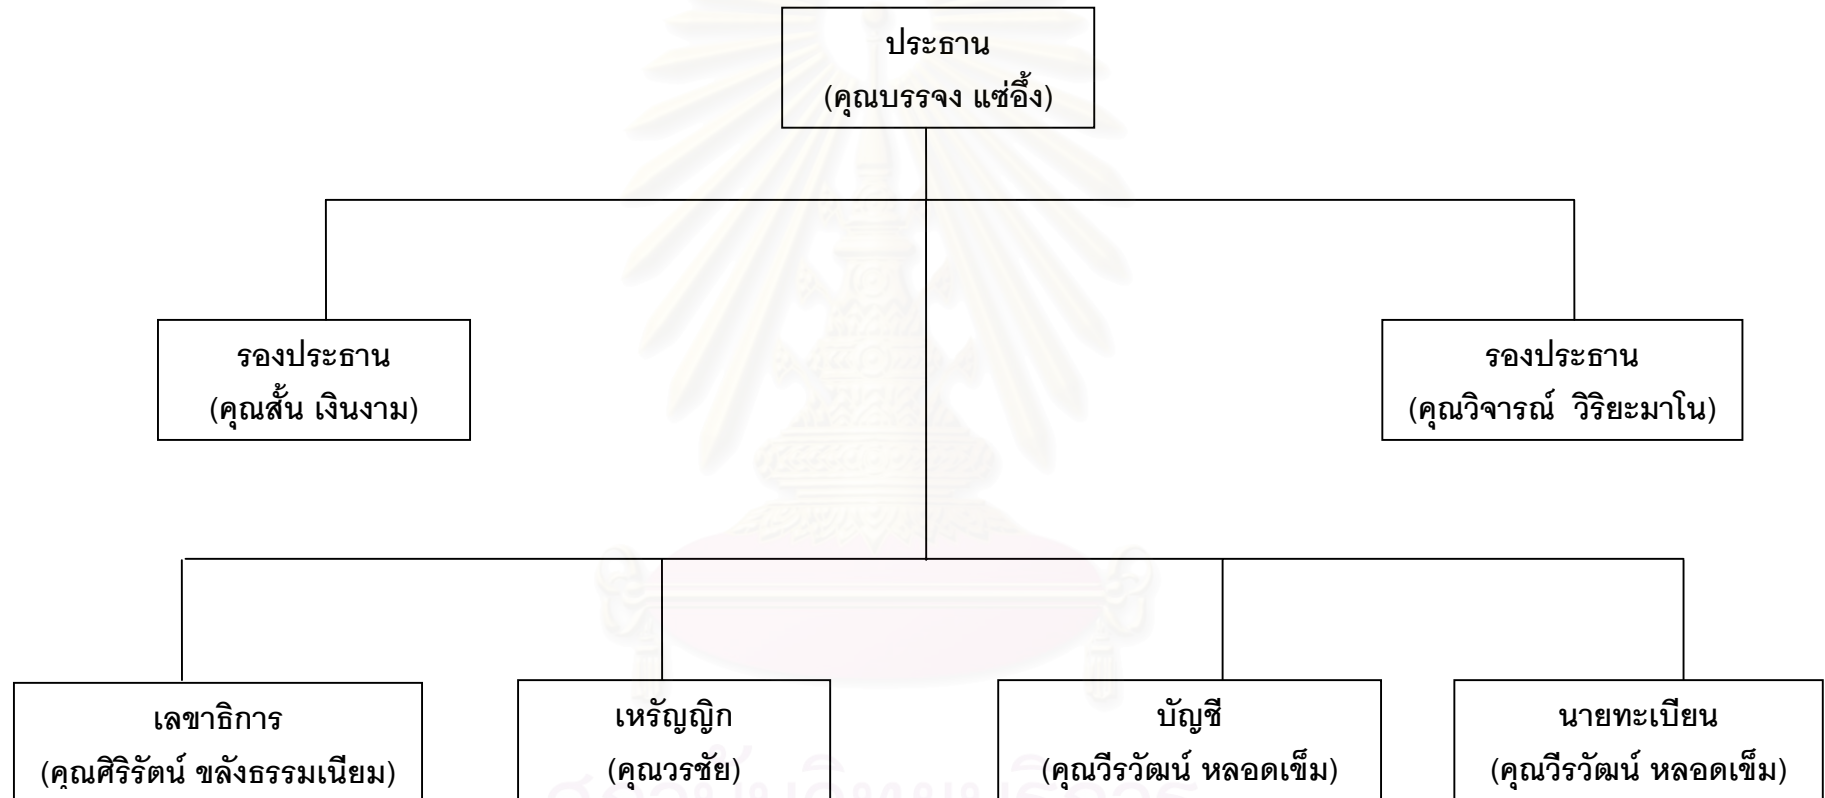 ประธาน
(คุณบรรจง แซ่อึ้ง)
รองประธาน
(คุณสั้น เงินงาม)
รองประธาน
(คุณวิจารณ์ วิริยะมาโน)
เลขาธิการ
(คุณศิริรัตน์ ขลังธรรมเนียม)
เหรัญญิก
(คุณวรชัย)
บัญชี
(คุณวีรวัฒน์ หลอดเข็ม)
นายทะเบียน
(คุณวีรวัฒน์ หลอดเข็ม)